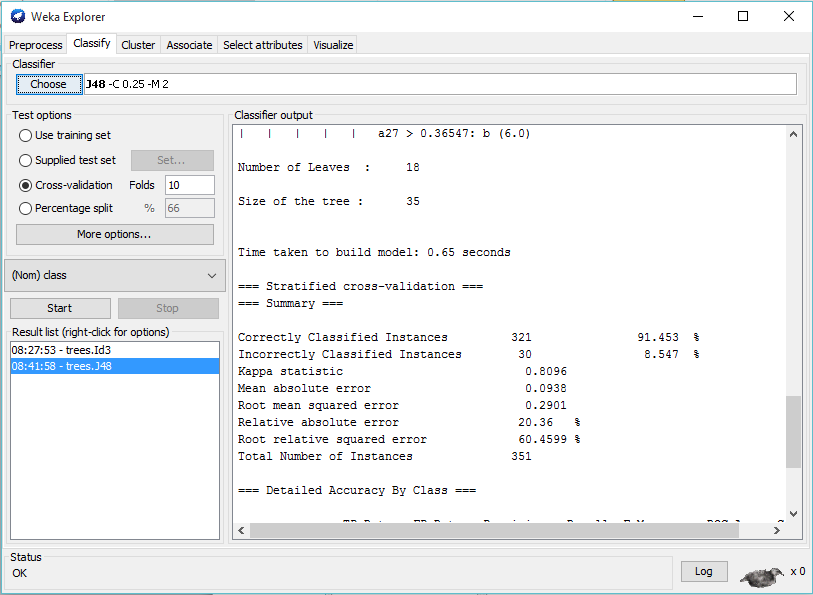 Weka Explorer
Preprocess Classify Cluster Associate Select attributes Visualize
Classifier
Choose J48 -C 0.25 -M 2
Test options
Use training set
Supplied test set Set...
Cross-validation Folds 10
Percentage split % 66
More options...
(Nom) class
Start Stop
Result list (right-click for options)
08:27:53 - trees.Id3
08:41:58 - trees.J48
Classifier output
| | | | | a27 > 0.36547: b (6.0)
Number of Leaves : 18
Size of the tree : 35
Time taken to build model: 0.65 seconds
=== Stratified cross-validation ===
=== Summary ===
Correctly Classified Instances 321 91.453 %
Incorrectly Classified Instances 30 8.547 %
Kappa statistic 0.8096
Mean absolute error 0.0938
Root mean squared error 0.2901
Relative absolute error 20.36 %
Root relative squared error 60.4599 %
Total Number of Instances 351
=== Detailed Accuracy By Class ===
Status
OK
Log x 0